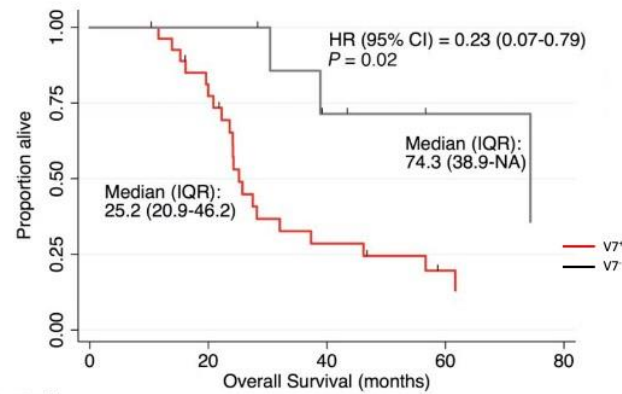 1.00
HR (95% CI) = 0.23 (0.07-0.79)
P = 0.02
0.75
Proportion alive
Median (IQR):
74.3 (38.9-NA)
0.50
Median (IQR):
25.2 (20.9-46.2)
0.25
V7+
V7-
0.00
0 20 40 60 80
Overall Survival (months)